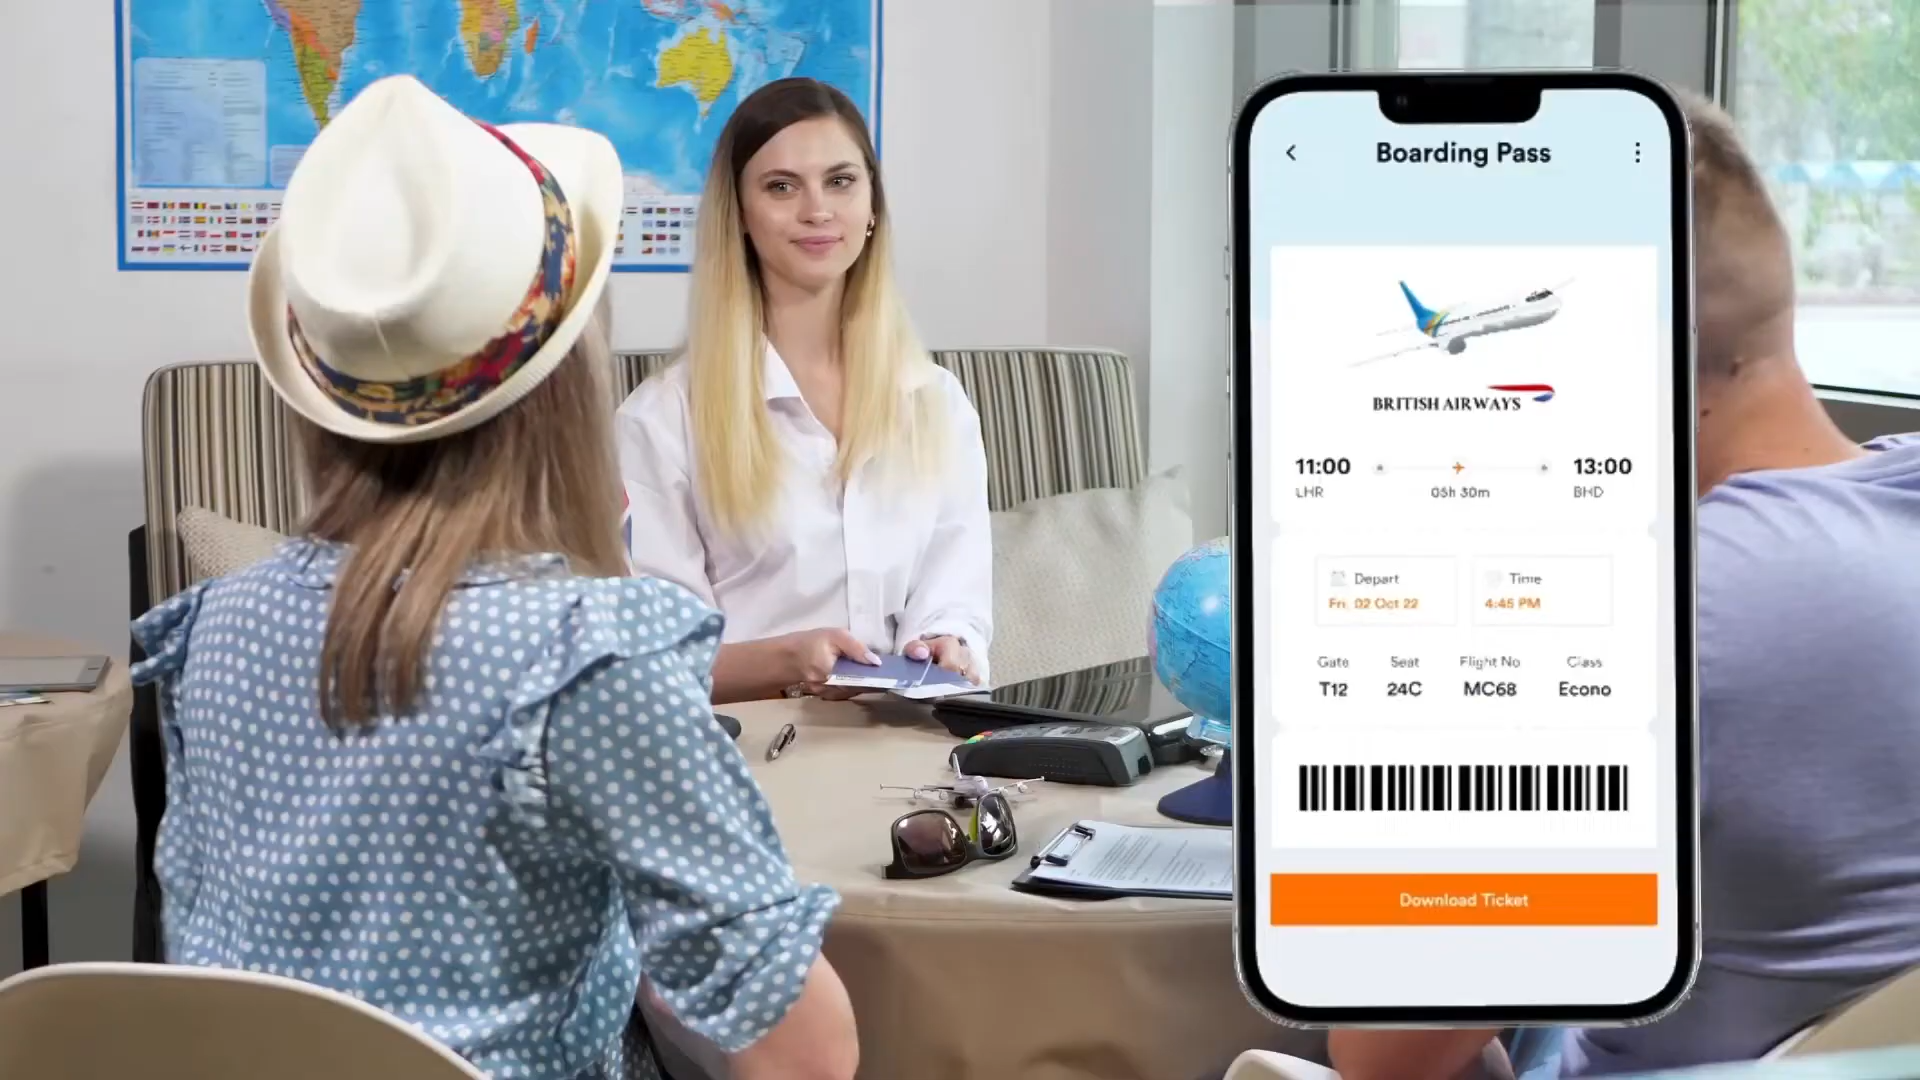 Boarding Pass
BRITISH AIRWAYS
11:00 13:00
LHR 05h 30m BHD
Depart Time
Fri, 02 Oct 22 4:45 PM
Gate Seat Flight No Class
T12 24C MC68 Econo
Download Ticket